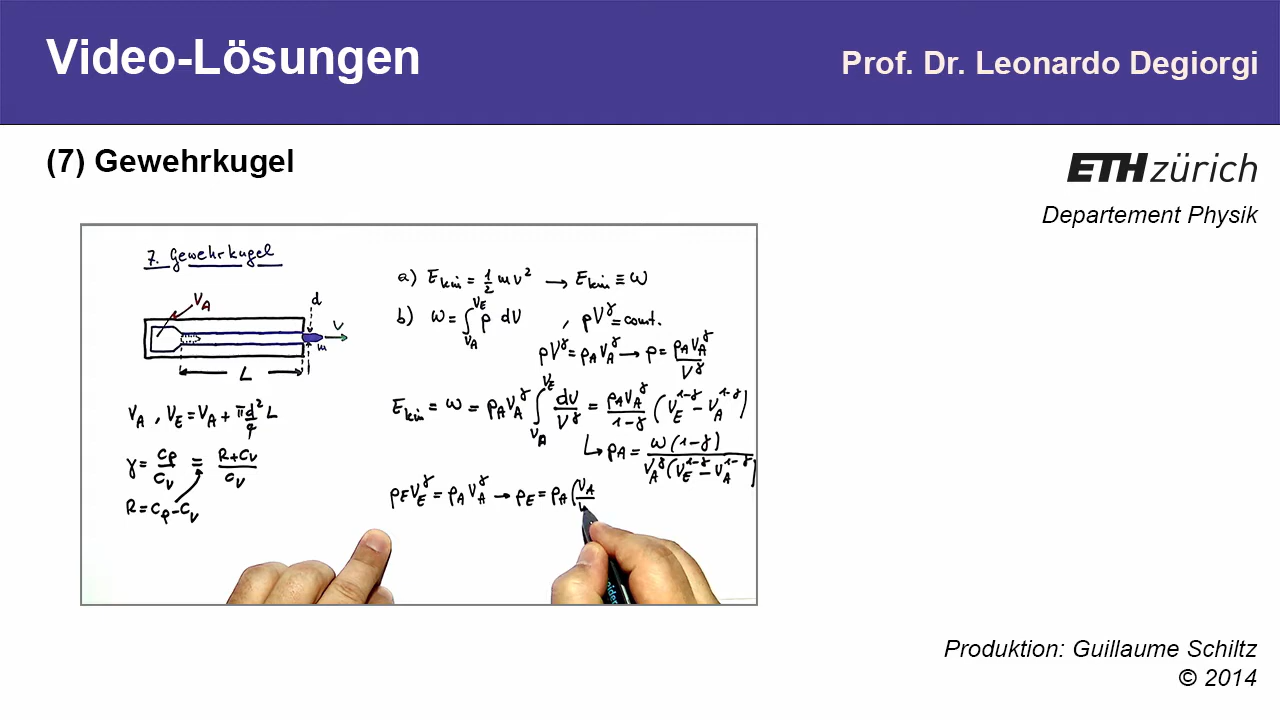 Video-Lösungen
Prof. Dr. Leonardo Degiorgi
(7) Gewehrkugel
ETH zürich
Departement Physik
7. Gewehrkugel
V_A
d
v
m
L
V_A , V_E = V_A + πd²/4 L
γ = C_p/C_v = (R+C_v)/C_v
R = C_p - C_v
a) E_kin = 1/2 m v² → E_kin ≡ W
b) W = ∫_{V_A}^{V_E} p dV , pV^γ = const.
pV^γ = p_A V_A^γ → p = p_A V_A^γ / V^γ
E_kin = W = p_A V_A^γ ∫_{V_A}^{V_E} dV/V^γ = p_A V_A^γ/(1-γ) (V_E^{1-γ} - V_A^{1-γ})
↳ p_A = W(1-γ) / V_A^γ (V_E^{1-γ} - V_A^{1-γ})
p_E V_E^γ = p_A V_A^γ → p_E = p_A (V_A
Produktion: Guillaume Schiltz
© 2014